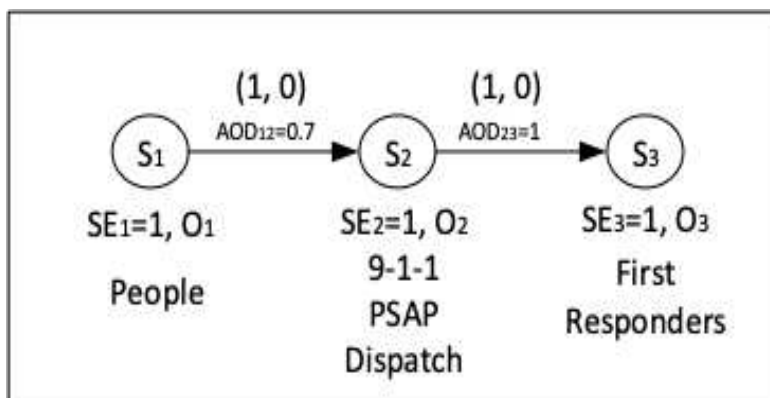 (1, 0) (1, 0)
AOD12=0.7 AOD23=1
S1 S2 S3
SE1=1, O1 SE2=1, O2 SE3=1, O3
People 9-1-1 First
PSAP Responders
Dispatch